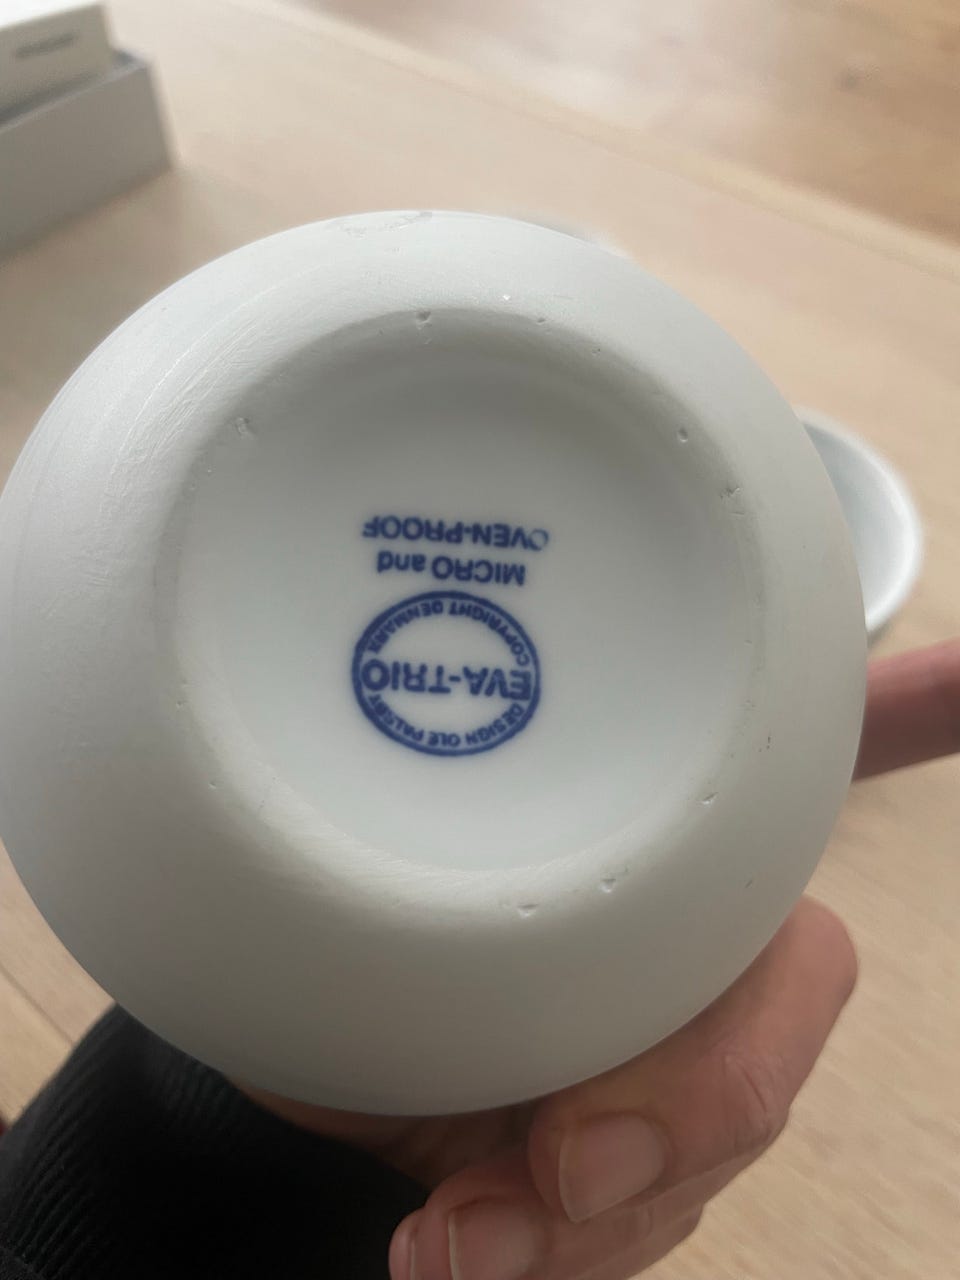 DESIGN OLE PALSBY
EVA-TRIO
COPYRIGHT DENMARK
MICRO and
OVEN-PROOF